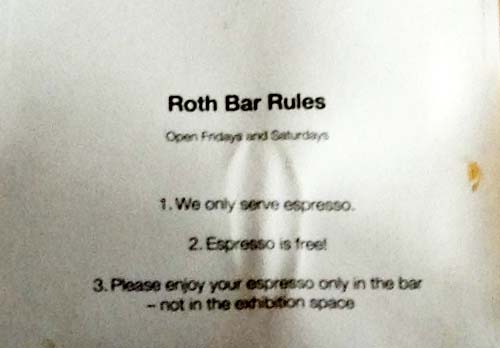 Roth Bar Rules
Open Fridays and Saturdays
1. We only serve espresso.
2. Espresso is free!
3. Please enjoy your espresso only in the bar
– not in the exhibition space